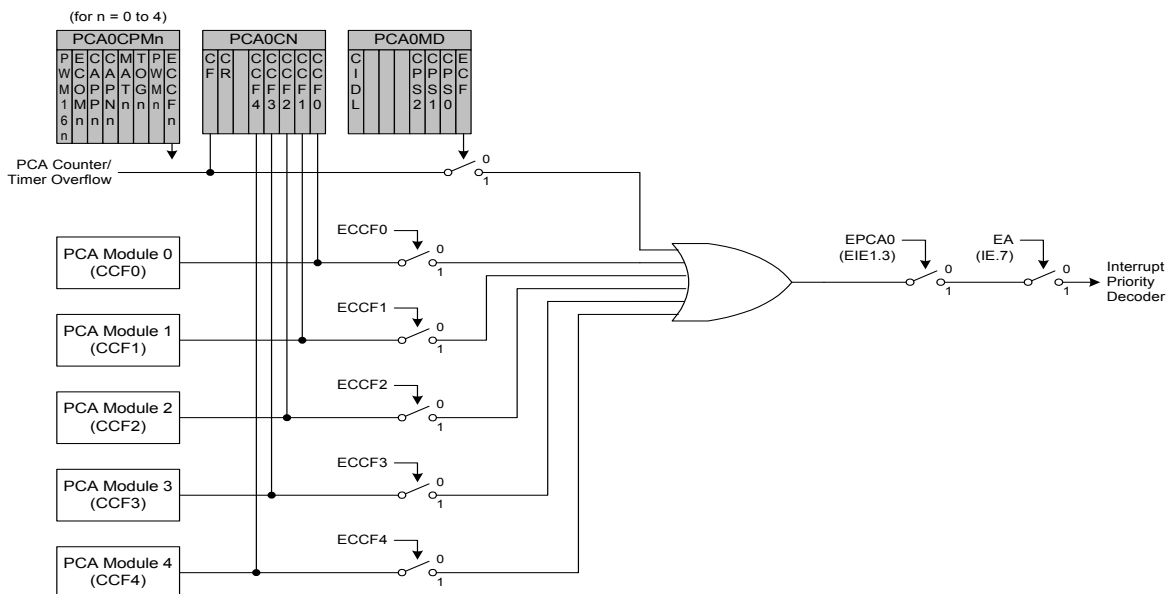 (for n = 0 to 4)
PCA0CPMn
PWM16n
ECOMn
CAPPn
CAPNn
MATn
TOGn
PWMn
ECCFn
PCA0CN
CF
CR
CCF4
CCF3
CCF2
CCF1
CCF0
PCA0MD
CIDL
CPS2
CPS1
CPS0
ECF
PCA Counter/
Timer Overflow
0
1
PCA Module 0
(CCF0)
ECCF0
0
1
EPCA0
(EIE1.3)
0
1
EA
(IE.7)
0
1
Interrupt
Priority
Decoder
PCA Module 1
(CCF1)
ECCF1
0
1
PCA Module 2
(CCF2)
ECCF2
0
1
PCA Module 3
(CCF3)
ECCF3
0
1
PCA Module 4
(CCF4)
ECCF4
0
1